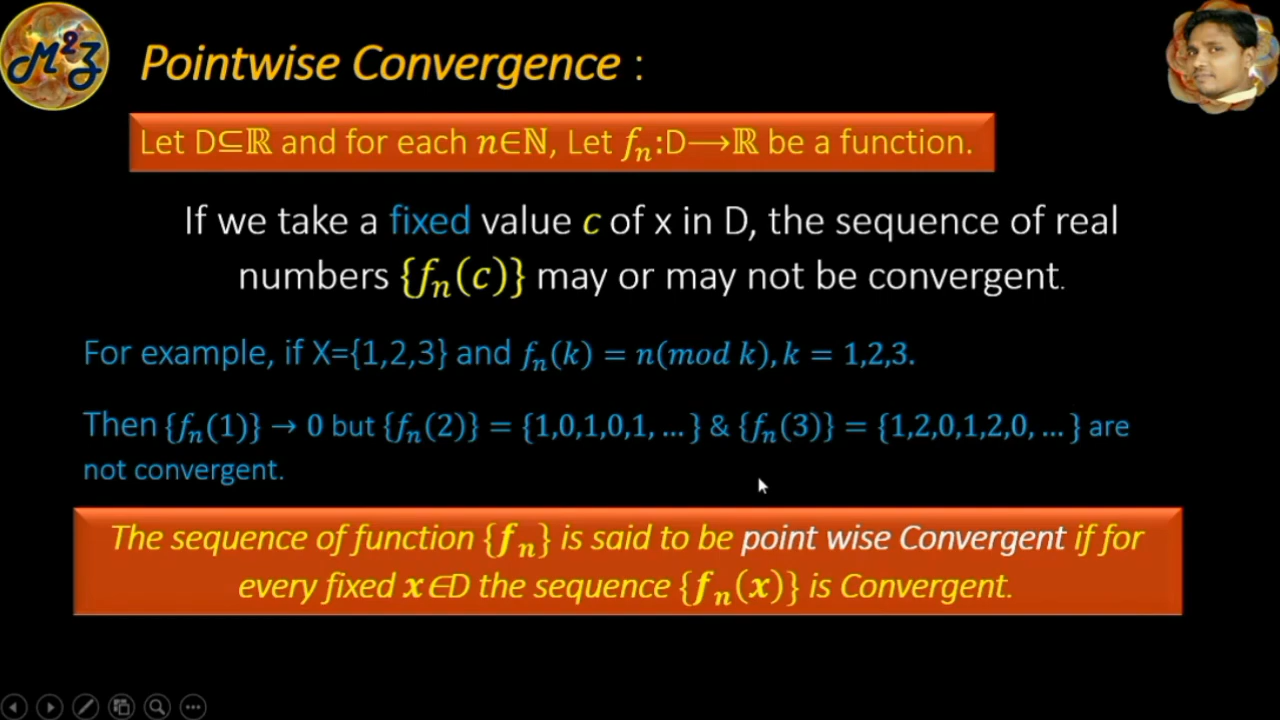 M²Z
Pointwise Convergence :
Let D⊆ℝ and for each n∈ℕ, Let fₙ:D⟶ℝ be a function.
If we take a fixed value c of x in D, the sequence of real
numbers {fₙ(c)} may or may not be convergent.
For example, if X={1,2,3} and fₙ(k) = n(mod k), k = 1,2,3.
Then {fₙ(1)} → 0 but {fₙ(2)} = {1,0,1,0,1, ... } & {fₙ(3)} = {1,2,0,1,2,0, ... } are
not convergent.
The sequence of function {fₙ} is said to be point wise Convergent if for
every fixed x∈D the sequence {fₙ(x)} is Convergent.